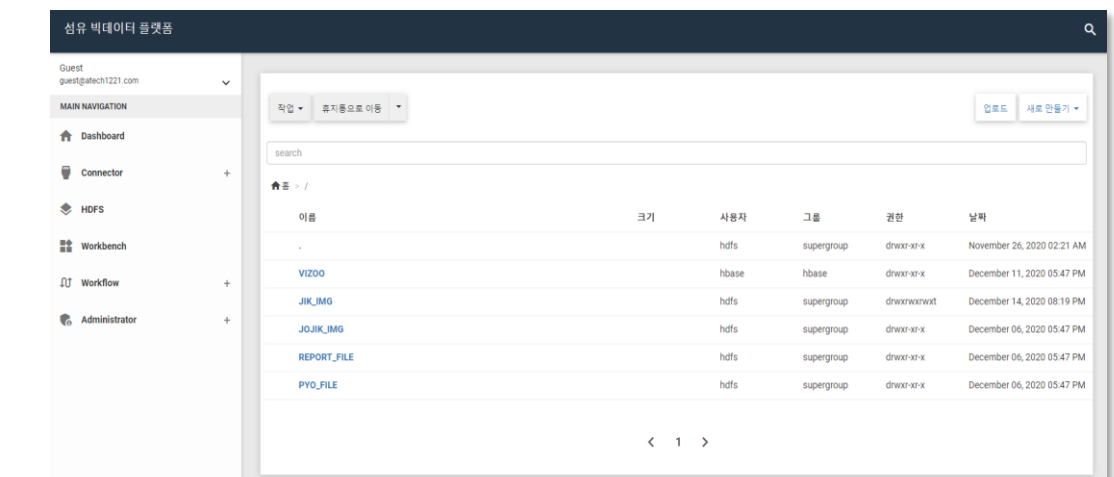 섬유 빅데이터 플랫폼
Guest
guest@atech1221.com
MAIN NAVIGATION
Dashboard
Connector +
HDFS
Workbench
Workflow +
Administrator +
작업 휴지통으로 이동 업로드 새로 만들기
search
홈 > /
이름 크기 사용자 그룹 권한 날짜
. hdfs supergroup drwxr-xr-x November 26, 2020 02:21 AM
VIZOO hbase hbase drwxr-xr-x December 11, 2020 05:47 PM
JIK_IMG hdfs supergroup drwxrwxrwxt December 14, 2020 08:19 PM
JOJIK_IMG hdfs supergroup drwxr-xr-x December 06, 2020 05:47 PM
REPORT_FILE hdfs supergroup drwxr-xr-x December 06, 2020 05:47 PM
PYO_FILE hdfs supergroup drwxr-xr-x December 06, 2020 05:47 PM
< 1 >